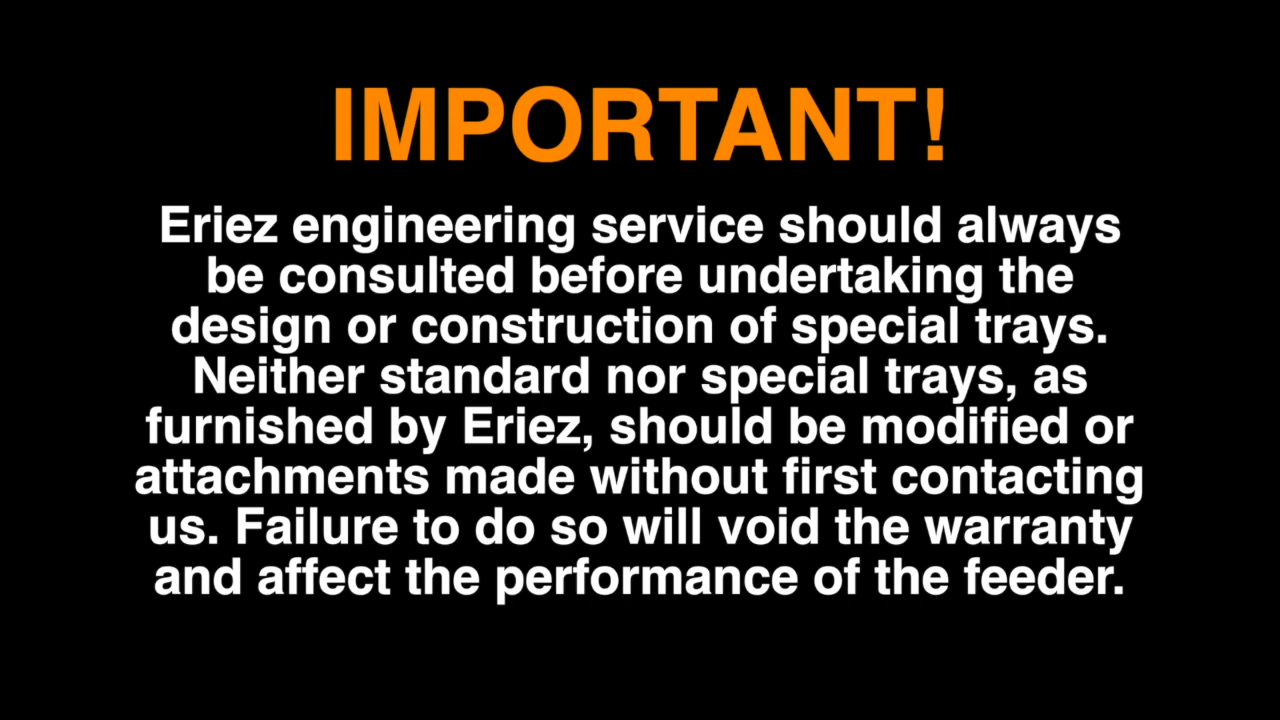 IMPORTANT!
Eriez engineering service should always
be consulted before undertaking the
design or construction of special trays.
Neither standard nor special trays, as
furnished by Eriez, should be modified or
attachments made without first contacting
us. Failure to do so will void the warranty
and affect the performance of the feeder.